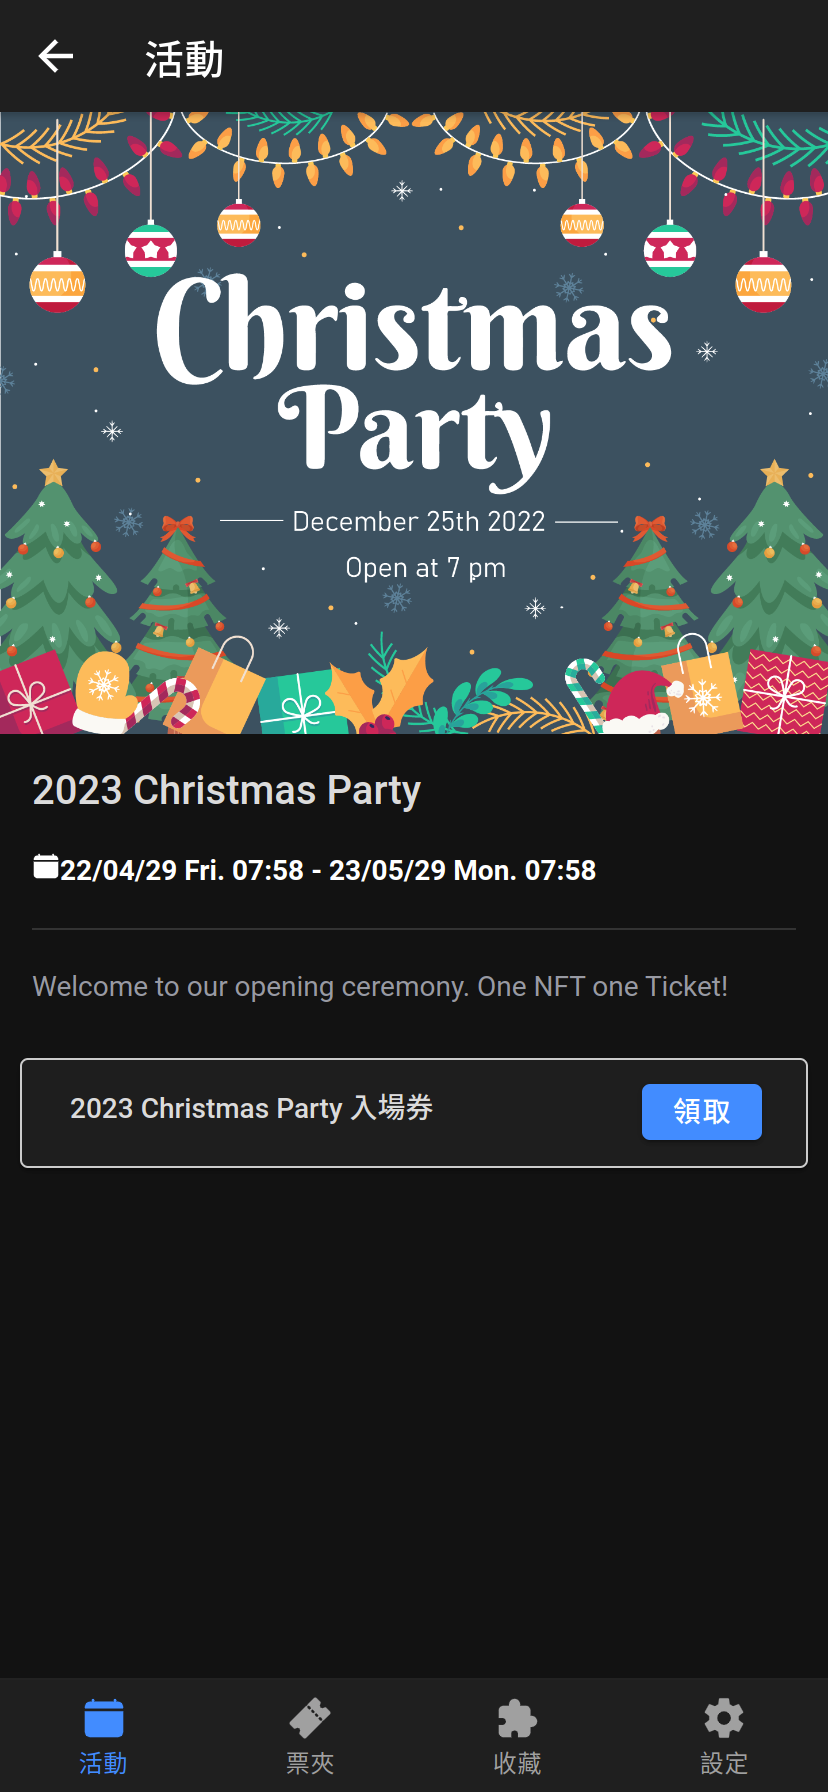 活動
Christmas
Party
December 25th 2022
Open at 7 pm
2023 Christmas Party
22/04/29 Fri. 07:58 - 23/05/29 Mon. 07:58
Welcome to our opening ceremony. One NFT one Ticket!
2023 Christmas Party 入場券
領取
活動
票夾
收藏
設定